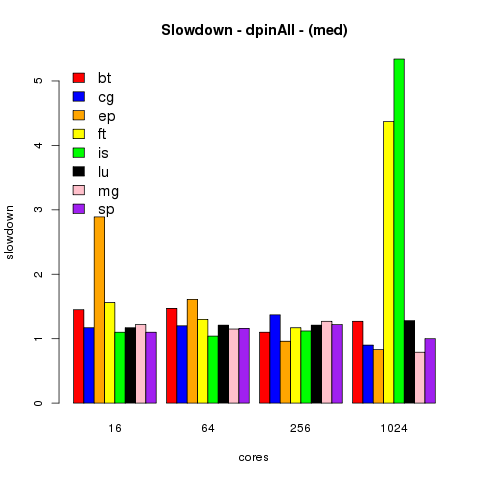 Slowdown - dpinAll - (med)
slowdown
5
4
3
2
1
0
bt
cg
ep
ft
is
lu
mg
sp
16 64 256 1024
cores